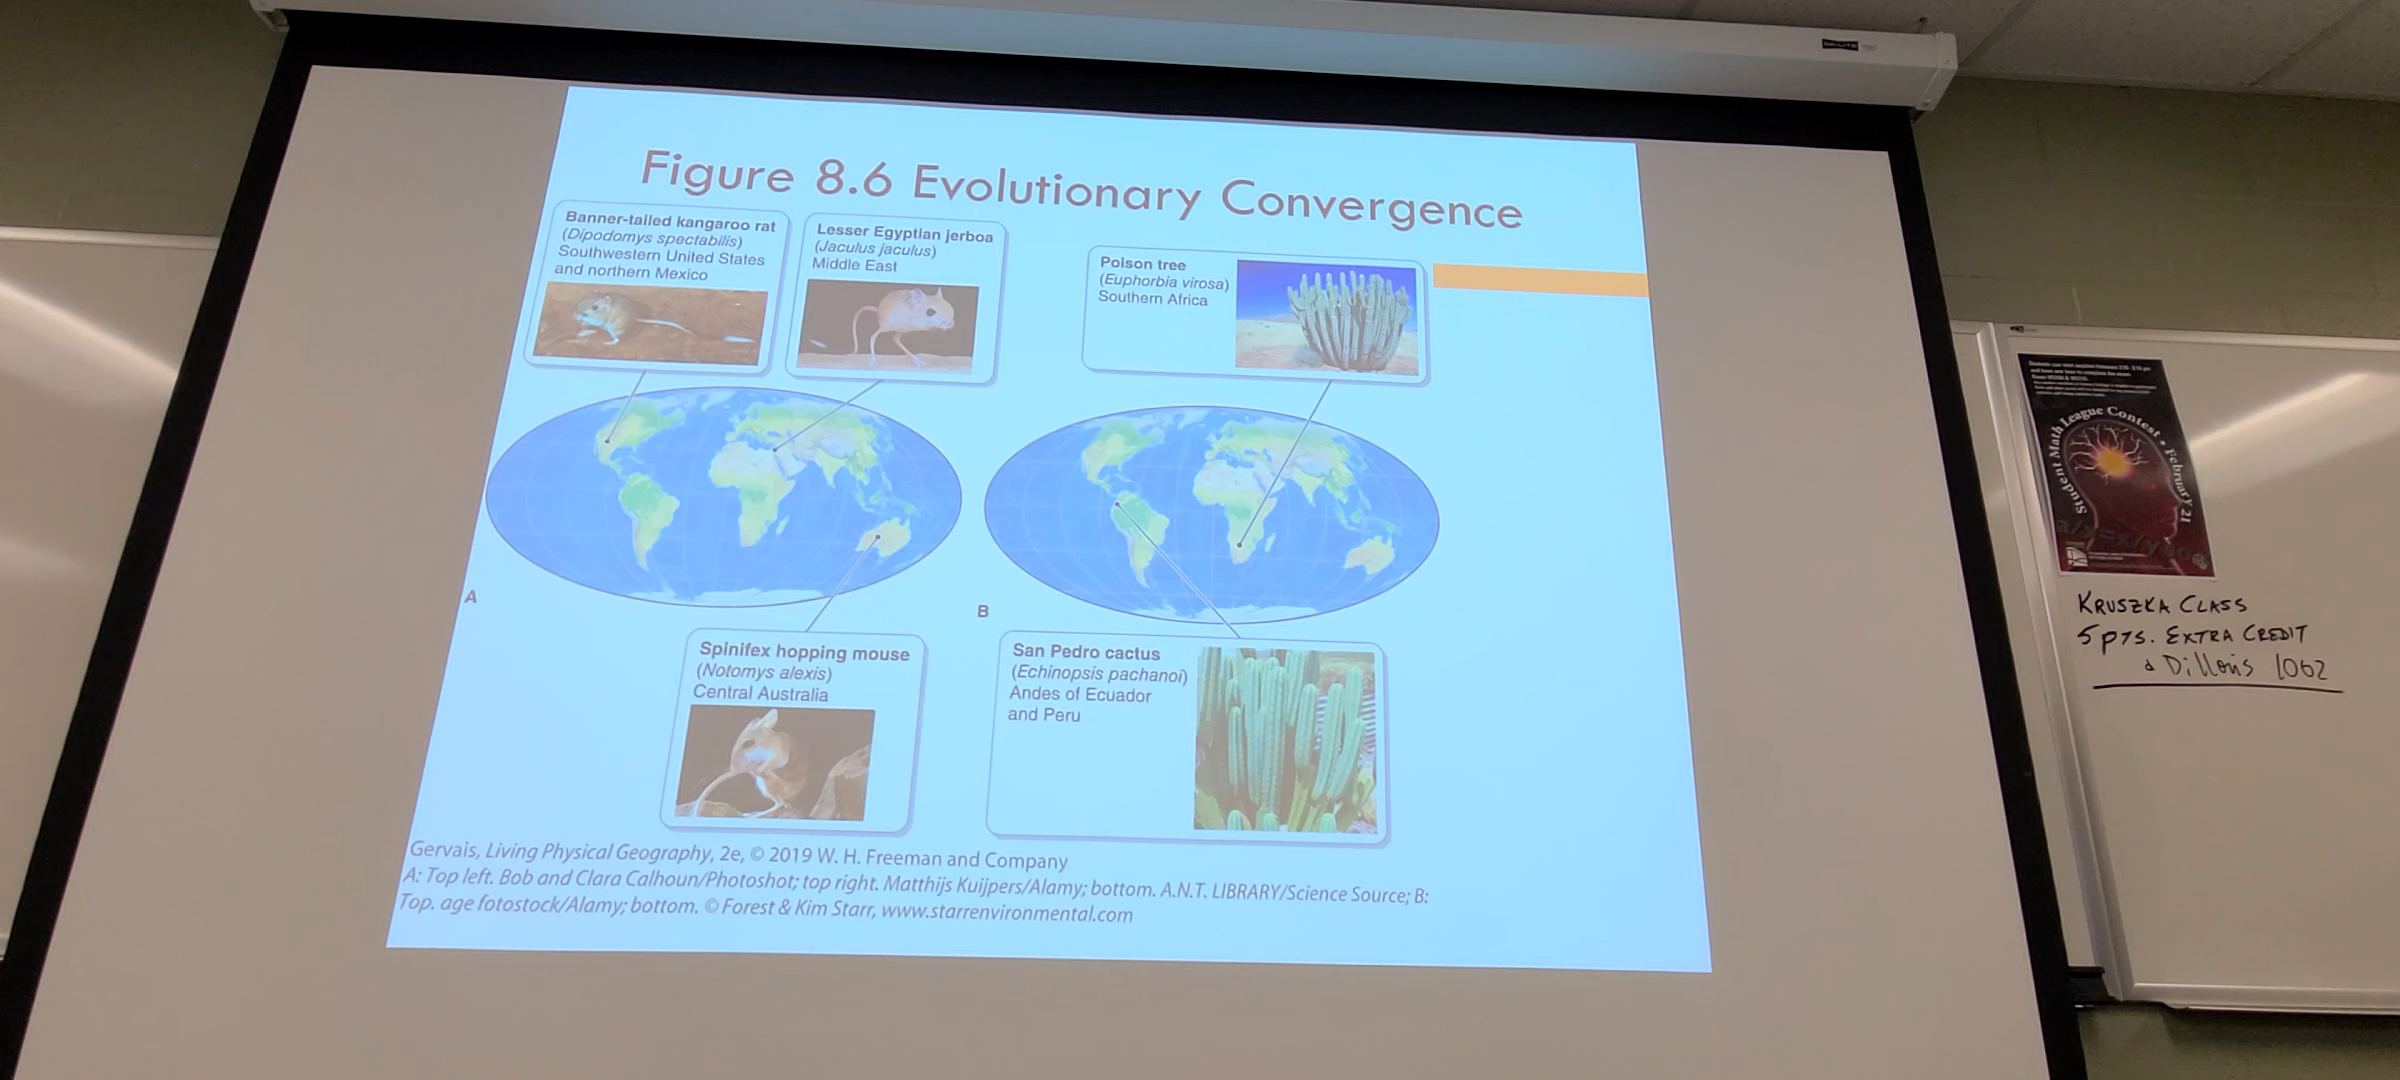 Figure 8.6 Evolutionary Convergence
Banner-tailed kangaroo rat
(Dipodomys spectabilis)
Southwestern United States
and northern Mexico
Lesser Egyptian jerboa
(Jaculus jaculus)
Middle East
Poison tree
(Euphorbia virosa)
Southern Africa
A
B
Spinifex hopping mouse
(Notomys alexis)
Central Australia
San Pedro cactus
(Echinopsis pachanoi)
Andes of Ecuador
and Peru
Gervais, Living Physical Geography, 2e, © 2019 W. H. Freeman and Company
A: Top left. Bob and Clara Calhoun/Photoshot; top right. Matthijs Kuijpers/Alamy; bottom. A.N.T. LIBRARY/Science Source; B:
Top. age fotostock/Alamy; bottom. © Forest & Kim Starr, www.starrenvironmental.com
Student Math League Contest • February 21
KRUSZKA CLASS
5 PTS. EXTRA CREDIT
1062